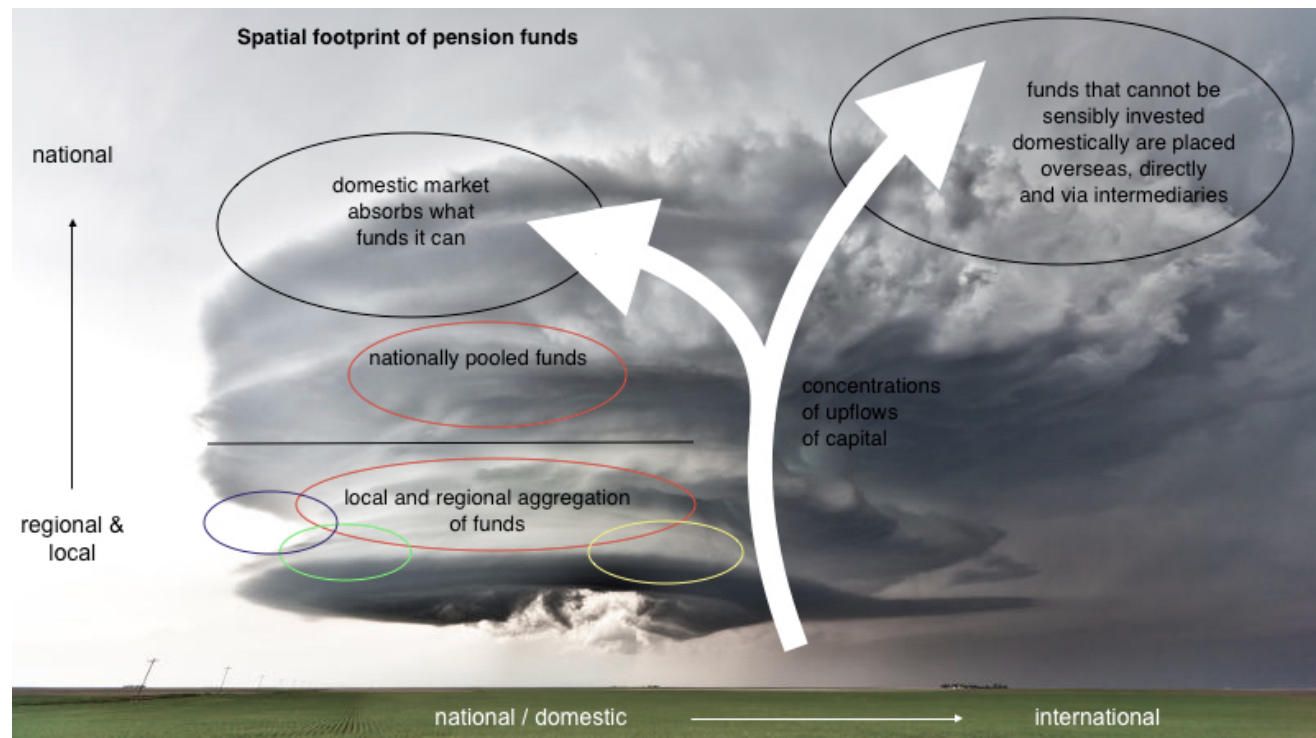 Spatial footprint of pension funds
funds that cannot be
sensibly invested
domestically are placed
overseas, directly
and via intermediaries
national
domestic market
absorbs what
funds it can
nationally pooled funds
concentrations
of upflows
of capital
local and regional aggregation
of funds
regional &
local
national / domestic
international